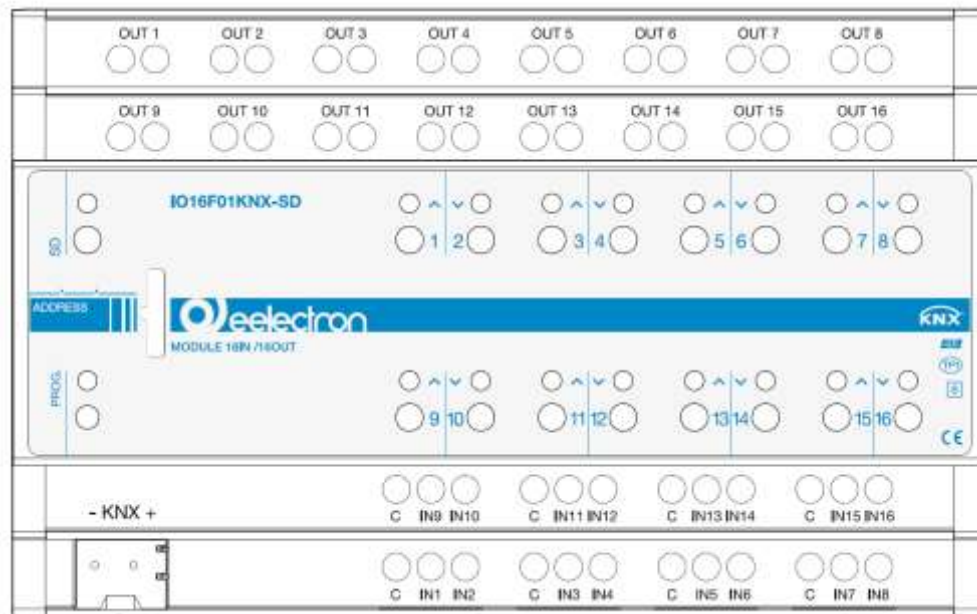 OUT 1 OUT 2 OUT 3 OUT 4 OUT 5 OUT 6 OUT 7 OUT 8
OUT 9 OUT 10 OUT 11 OUT 12 OUT 13 OUT 14 OUT 15 OUT 16
IO16F01KNX-SD
SD
1 2 3 4 5 6 7 8
ADDRESS
eelectron
KNX
MODULE 16IN /16OUT
EIB
TP1
PROG.
9 10 11 12 13 14 15 16
CE
- KNX +
C IN9 IN10 C IN11 IN12 C IN13 IN14 C IN15 IN16
C IN1 IN2 C IN3 IN4 C IN5 IN6 C IN7 IN8